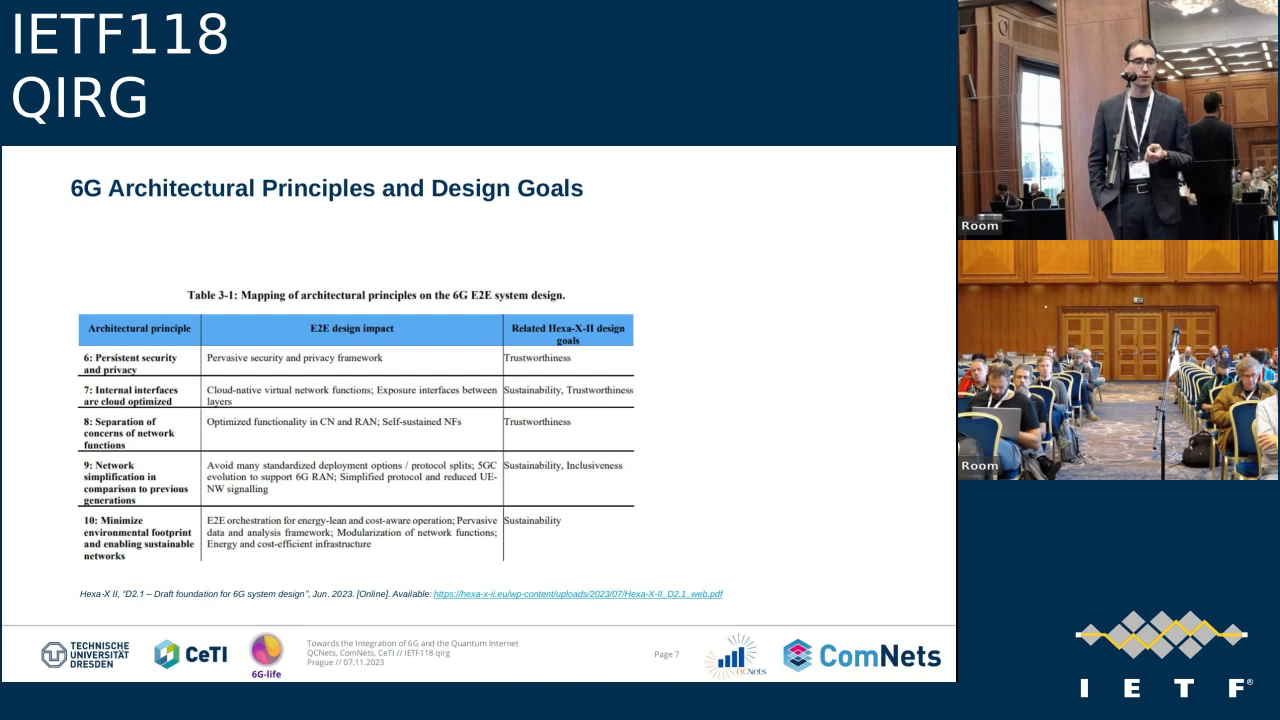 IETF118
QIRG
6G Architectural Principles and Design Goals
Table 3-1: Mapping of architectural principles on the 6G E2E system design.
Architectural principle
E2E design impact
Related Hexa-X-II design
goals
6: Persistent security
and privacy
Pervasive security and privacy framework
Trustworthiness
7: Internal interfaces
are cloud optimized
Cloud-native virtual network functions; Exposure interfaces between
layers
Sustainability, Trustworthiness
8: Separation of
concerns of network
functions
Optimized functionality in CN and RAN; Self-sustained NFs
Trustworthiness
9: Network
simplification in
comparison to previous
generations
Avoid many standardized deployment options / protocol splits; 5GC
evolution to support 6G RAN; Simplified protocol and reduced UE-
NW signalling
Sustainability, Inclusiveness
10: Minimize
environmental footprint
and enabling sustainable
networks
E2E orchestration for energy-lean and cost-aware operation; Pervasive
data and analysis framework; Modularization of network functions;
Energy and cost-efficient infrastructure
Sustainability
Hexa-X II, "D2.1 – Draft foundation for 6G system design", Jun. 2023. [Online]. Available: https://hexa-x-ii.eu/wp-content/uploads/2023/07/Hexa-X-II_D2.1_web.pdf
TECHNISCHE
UNIVERSITÄT
DRESDEN
CeTI
6G-life
Towards the Integration of 6G and the Quantum Internet
QCNets, ComNets, CeTI // IETF118 qirg
Prague // 07.11.2023
Page 7
QCNets
ComNets
Room
Room
I E T F®